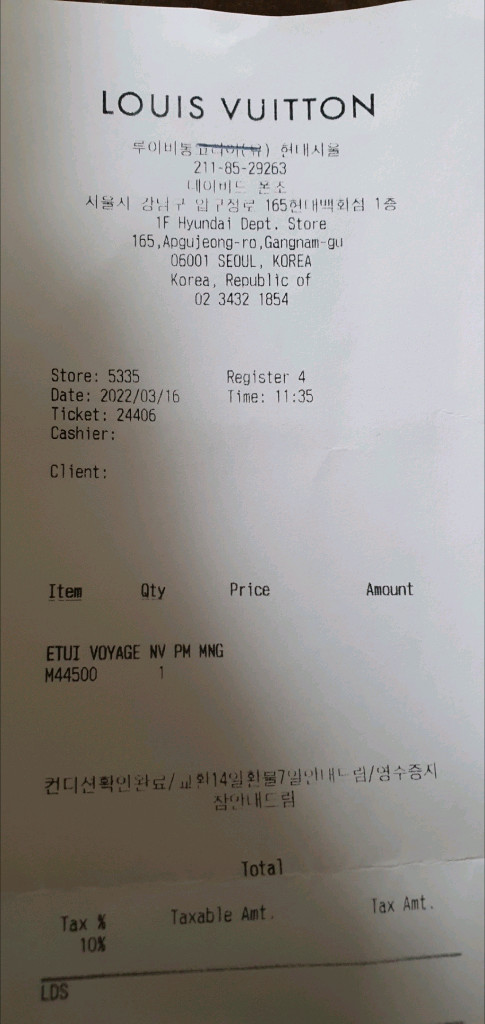 LOUIS VUITTON
루이비통코리아(유) 현대서울
211-85-29263
데이비드 본조
서울시 강남구 압구정로 165현대백화점 1층
1F Hyundai Dept. Store
165,Apgujeong-ro,Gangnam-gu
06001 SEOUL, KOREA
Korea, Republic of
02 3432 1854
Store: 5335 Register 4
Date: 2022/03/16 Time: 11:35
Ticket: 24406
Cashier:
Client:
Item Qty Price Amount
ETUI VOYAGE NV PM MNG
M44500 1
컨디션확인완료/교환14일환불7일안내드림/영수증지
참안내드림
Total
Tax % Taxable Amt. Tax Amt.
10%
LDS